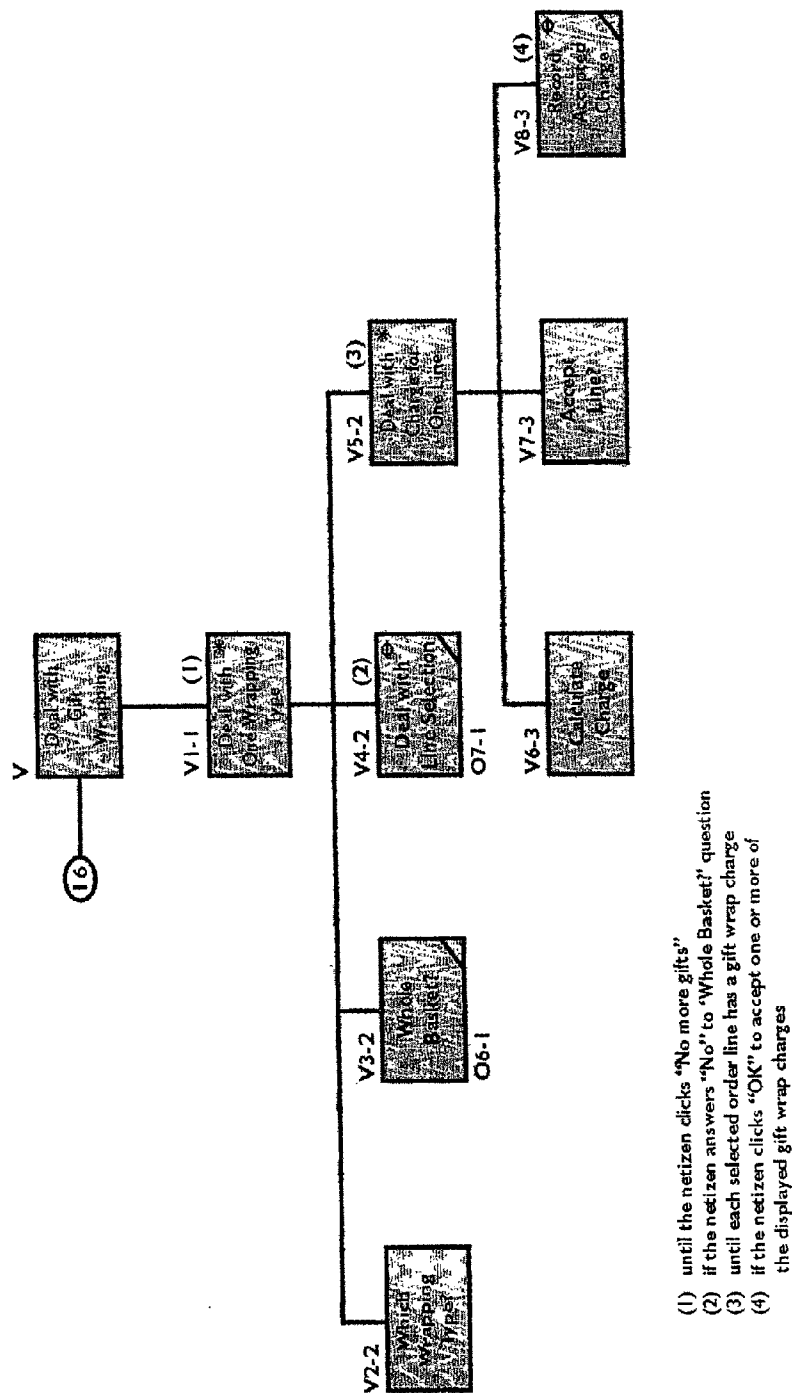 V
Deal with
Gift
Wrapping
16
V1-1
(1)
Deal with *
One Wrapping
Type
V2-2
Which
Wrapping
Type?
V3-2
Whole
Basket?
O6-1
V4-2
(2)
Deal with
Line Selection
O7-1
V5-2
(3)
Deal with *
Charge for
One Line
V6-3
Calculate
Charge
V7-3
Accept
Line?
V8-3
(4)
Record
Accepted
Charge
(1) until the netizen clicks “No more gifts”
(2) if the netizen answers “No” to ‘Whole Basket?’ question
(3) until each selected order line has a gift wrap charge
(4) if the netizen clicks “OK” to accept one or more of
the displayed gift wrap charges